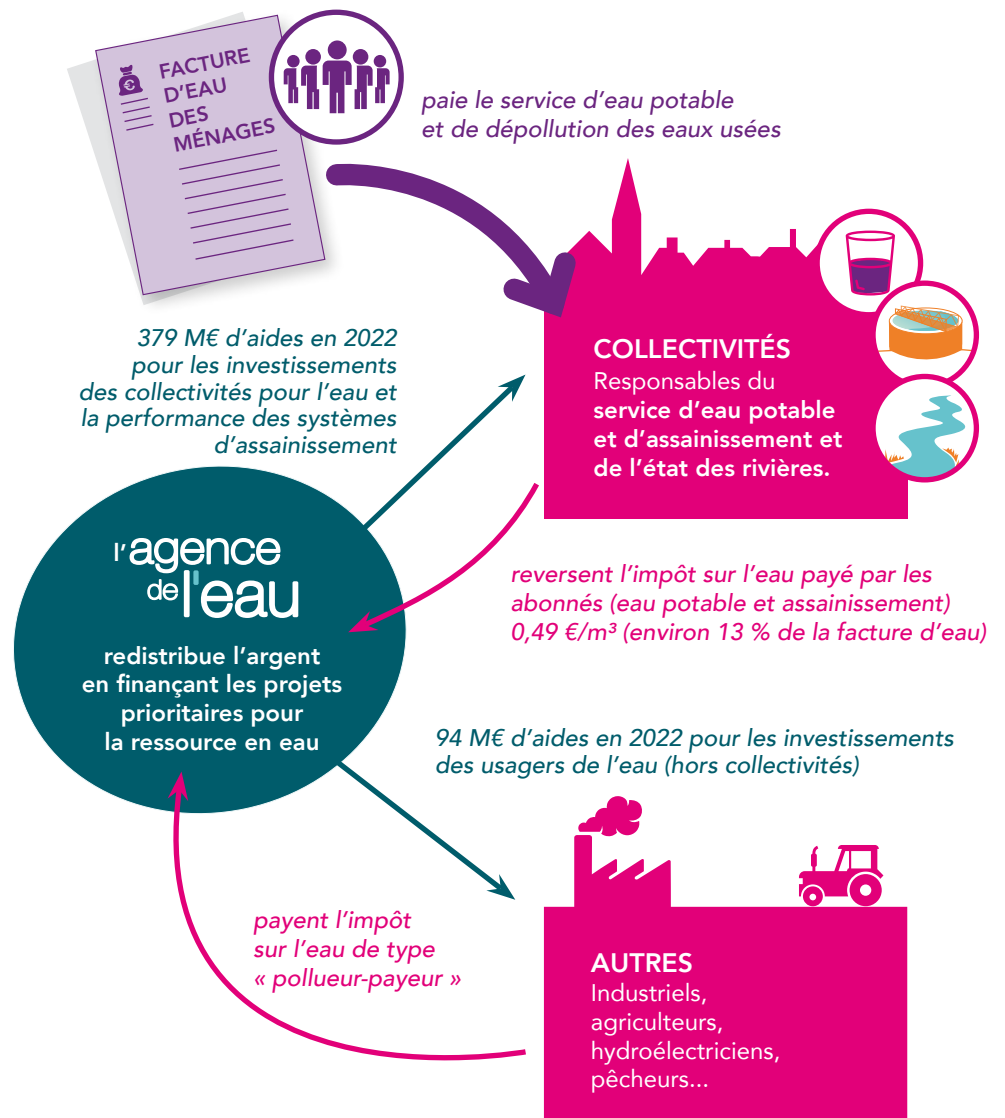 FACTURE
D'EAU
DES
MÉNAGES
paie le service d'eau potable
et de dépollution des eaux usées
379 M€ d'aides en 2022
pour les investissements
des collectivités pour l'eau et
la performance des systèmes
d'assainissement
COLLECTIVITÉS
Responsables du
service d'eau potable
et d'assainissement et
de l'état des rivières.
l'agence
de l'eau
redistribue l'argent
en finançant les projets
prioritaires pour
la ressource en eau
reversent l'impôt sur l'eau payé par les
abonnés (eau potable et assainissement)
0,49 €/m³ (environ 13 % de la facture d'eau)
94 M€ d'aides en 2022 pour les investissements
des usagers de l'eau (hors collectivités)
payent l'impôt
sur l'eau de type
« pollueur-payeur »
AUTRES
Industriels,
agriculteurs,
hydroélectriciens,
pêcheurs...